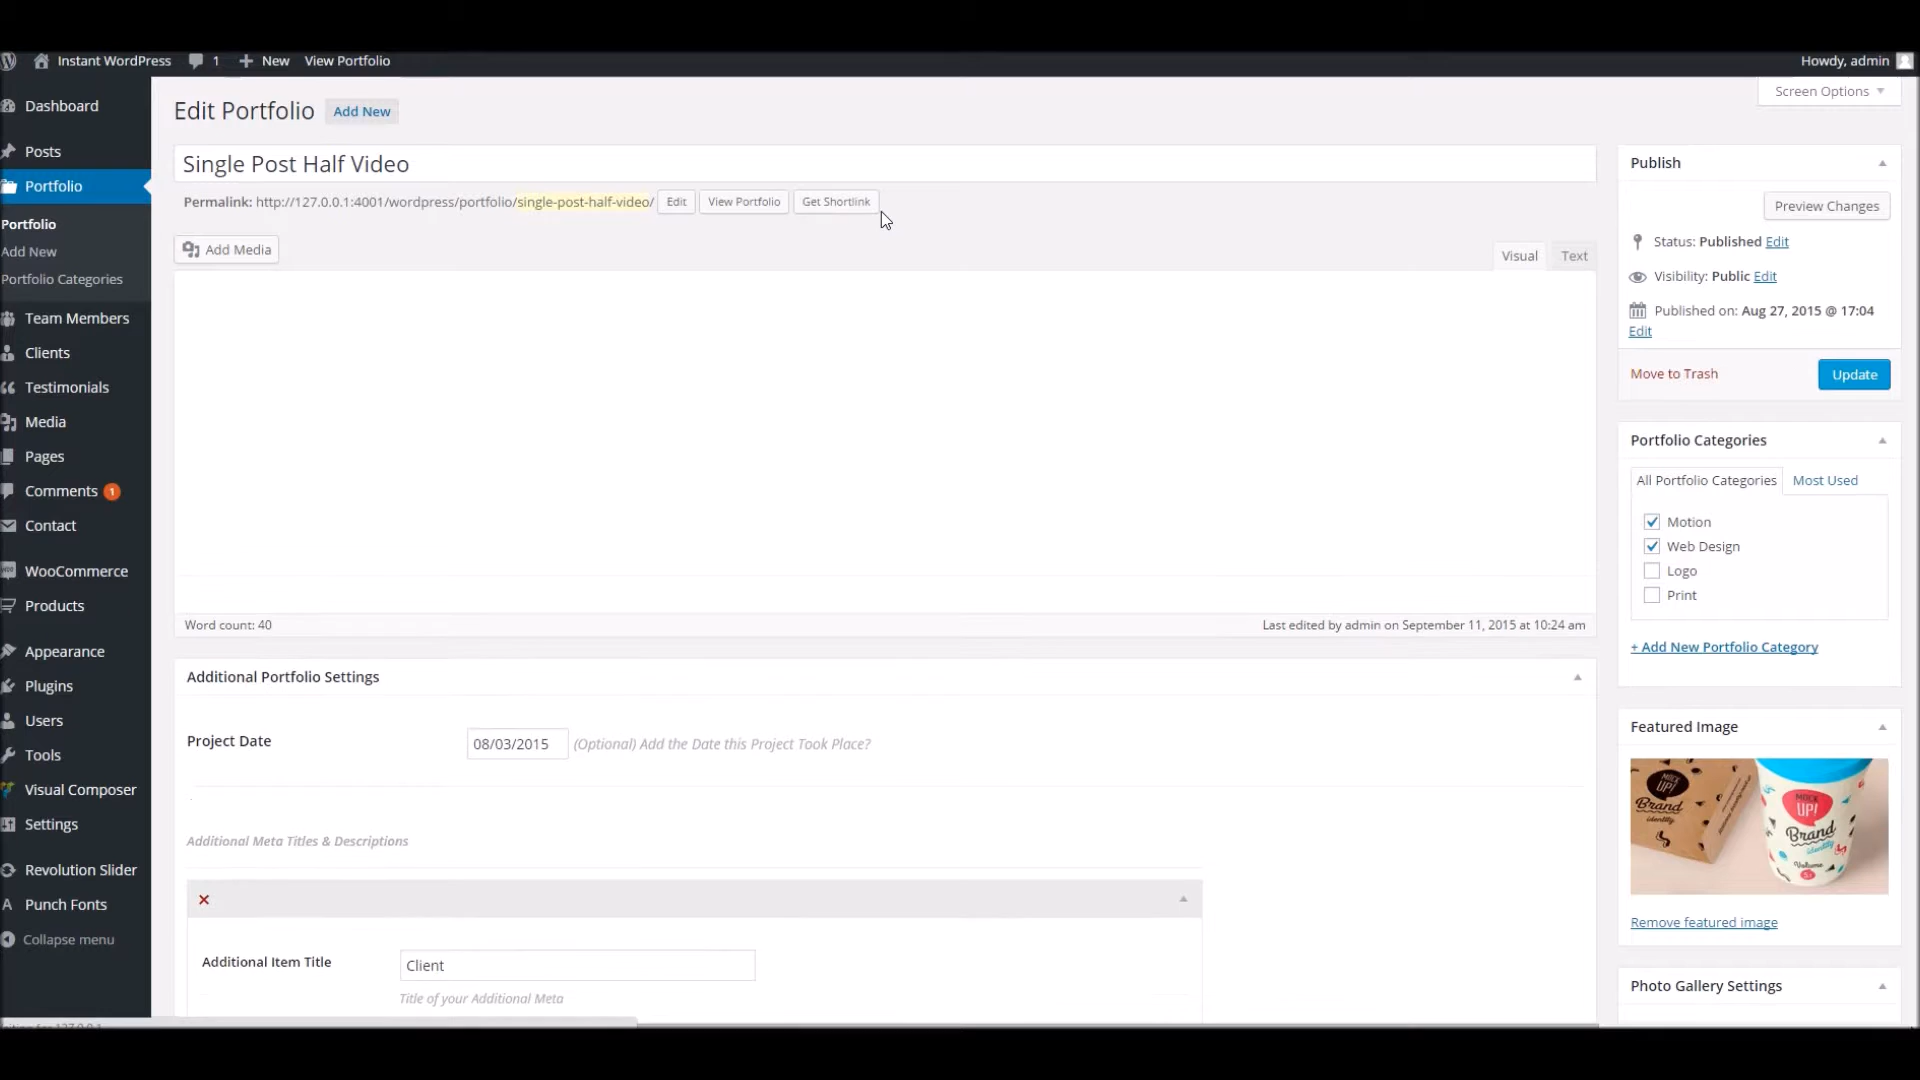 Instant WordPress 1 New View Portfolio Howdy, admin
Screen Options
Dashboard
Posts
Portfolio
Portfolio
Add New
Portfolio Categories
Team Members
Clients
Testimonials
Media
Pages
Comments 1
Contact
WooCommerce
Products
Appearance
Plugins
Users
Tools
Visual Composer
Settings
Revolution Slider
Punch Fonts
Collapse menu
Edit Portfolio Add New
Single Post Half Video
Permalink: http://127.0.0.1:4001/wordpress/portfolio/single-post-half-video/ Edit View Portfolio Get Shortlink
Add Media
Visual Text
Word count: 40 Last edited by admin on September 11, 2015 at 10:24 am
Additional Portfolio Settings
Project Date 08/03/2015 (Optional) Add the Date this Project Took Place?
Additional Meta Titles & Descriptions
Additional Item Title Client
Title of your Additional Meta
Publish
Preview Changes
Status: Published Edit
Visibility: Public Edit
Published on: Aug 27, 2015 @ 17:04
Edit
Move to Trash Update
Portfolio Categories
All Portfolio Categories Most Used
Motion
Web Design
Logo
Print
+ Add New Portfolio Category
Featured Image
MOCK UP!
Brand
identity
MOCK UP!
Brand
identity
Remove featured image
Photo Gallery Settings